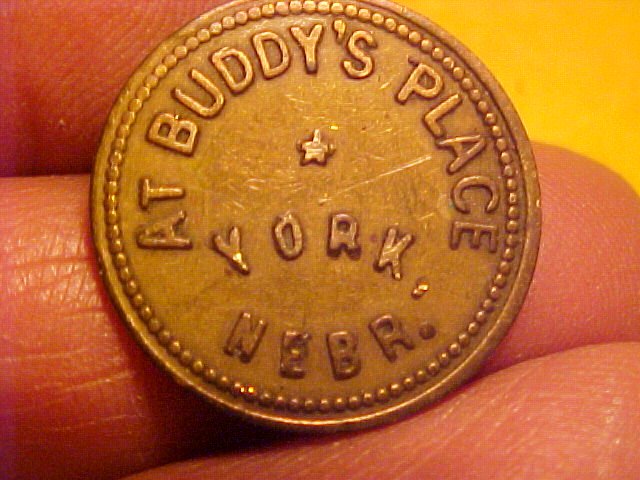 AT BUDDY'S PLACE
YORK,
NEBR.